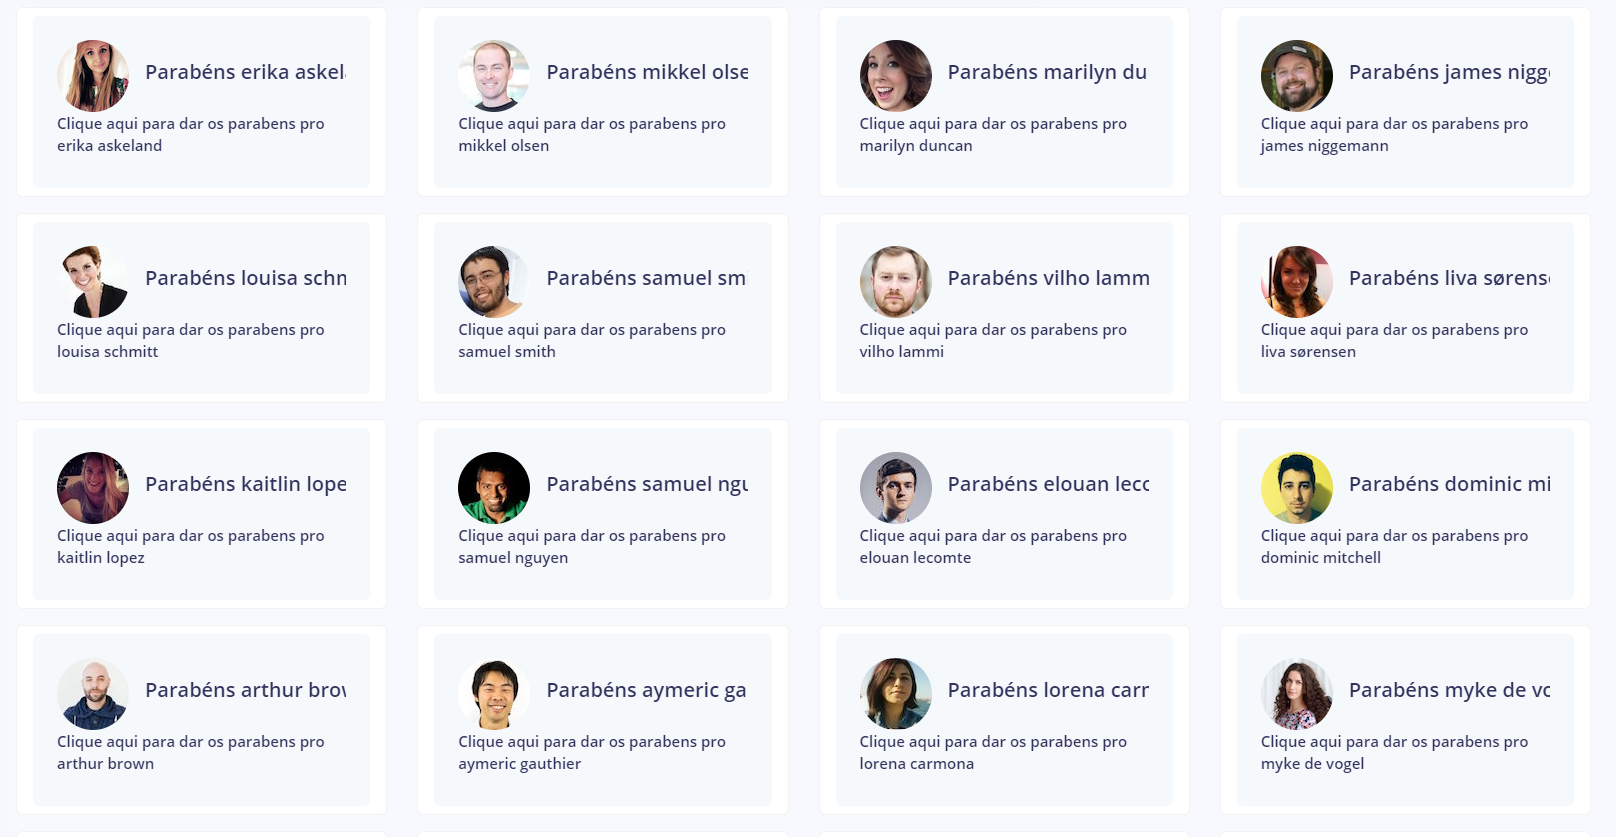 Parabéns erika askel
Clique aqui para dar os parabens pro
erika askeland
Parabéns mikkel olse
Clique aqui para dar os parabens pro
mikkel olsen
Parabéns marilyn du
Clique aqui para dar os parabens pro
marilyn duncan
Parabéns james nigg
Clique aqui para dar os parabens pro
james niggemann
Parabéns louisa schn
Clique aqui para dar os parabens pro
louisa schmitt
Parabéns samuel smi
Clique aqui para dar os parabens pro
samuel smith
Parabéns vilho lamm
Clique aqui para dar os parabens pro
vilho lammi
Parabéns liva sørens
Clique aqui para dar os parabens pro
liva sørensen
Parabéns kaitlin lope
Clique aqui para dar os parabens pro
kaitlin lopez
Parabéns samuel ngu
Clique aqui para dar os parabens pro
samuel nguyen
Parabéns elouan lecc
Clique aqui para dar os parabens pro
elouan lecomte
Parabéns dominic mi
Clique aqui para dar os parabens pro
dominic mitchell
Parabéns arthur brow
Clique aqui para dar os parabens pro
arthur brown
Parabéns aymeric ga
Clique aqui para dar os parabens pro
aymeric gauthier
Parabéns lorena carr
Clique aqui para dar os parabens pro
lorena carmona
Parabéns myke de vo
Clique aqui para dar os parabens pro
myke de vogel